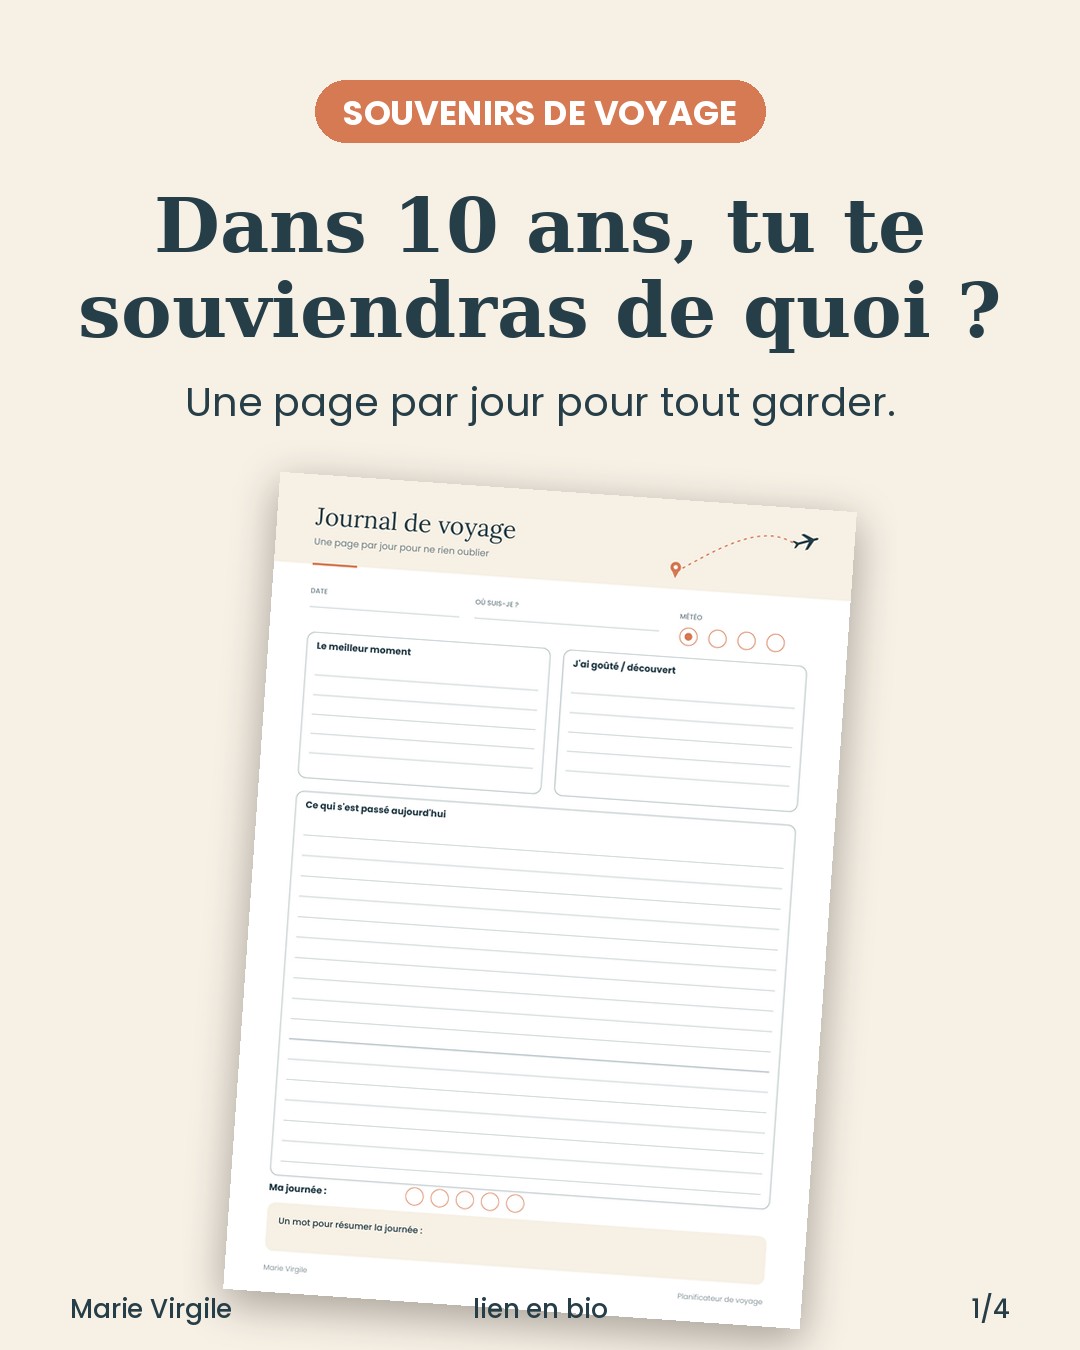 SOUVENIRS DE VOYAGE
Dans 10 ans, tu te
souviendras de quoi ?
Une page par jour pour tout garder.
Journal de voyage
Une page par jour pour ne rien oublier
DATE
OÙ SUIS-JE ?
MÉTÉO
Le meilleur moment
J'ai goûté / découvert
Ce qui s'est passé aujourd'hui
Ma journée :
Un mot pour résumer la journée :
Marie Virgile
Planificateur de voyage
Marie Virgile
lien en bio
1/4